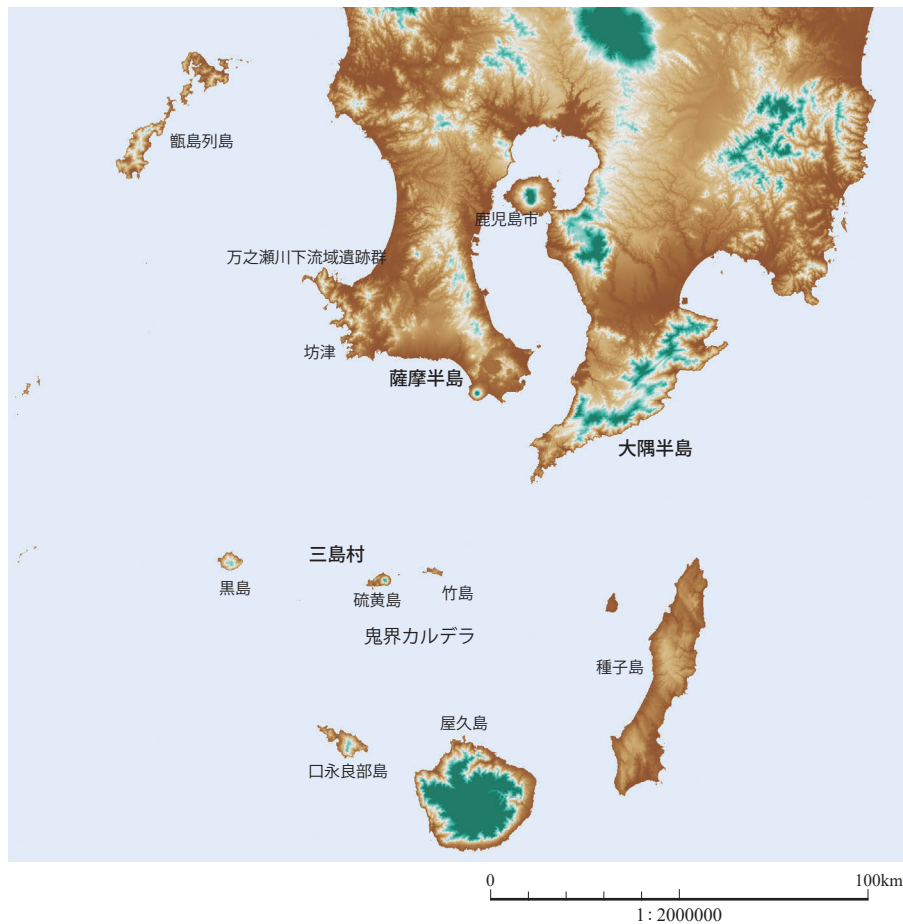 甑島列島
鹿児島市
万之瀬川下流域遺跡群
坊津
薩摩半島
大隅半島
三島村
黒島
硫黄島
竹島
鬼界カルデラ
種子島
屋久島
口永良部島
0
100km
1:2000000